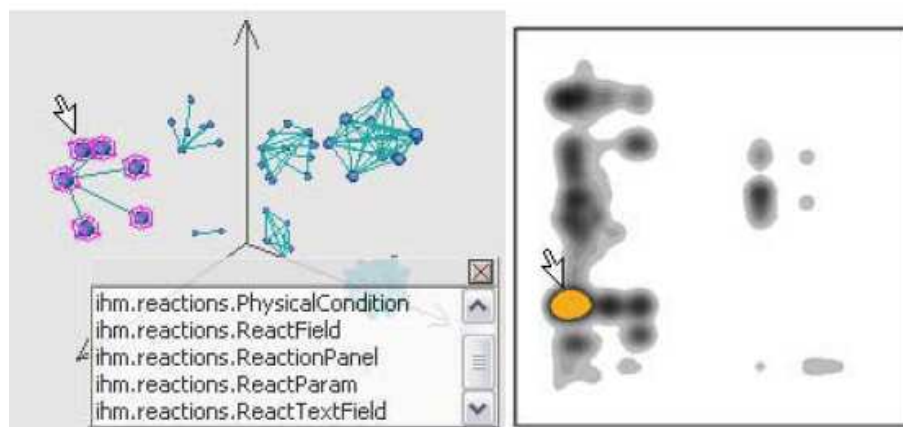 ihm.reactions.PhysicalCondition
ihm.reactions.ReactField
ihm.reactions.ReactionPanel
ihm.reactions.ReactParam
ihm.reactions.ReactTextField